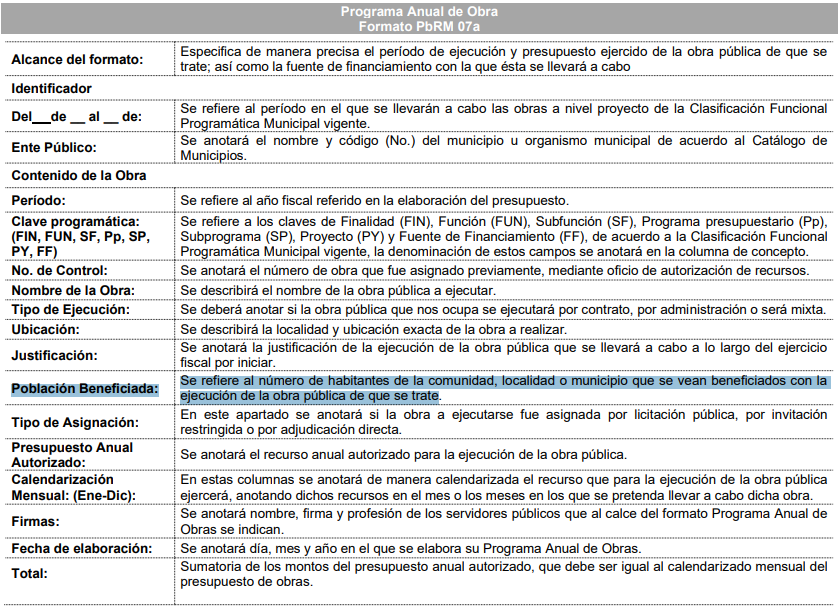 Programa Anual de Obra
Formato PbRM 07a
Alcance del formato:
Especifica de manera precisa el período de ejecución y presupuesto ejercido de la obra pública de que se
trate; así como la fuente de financiamiento con la que ésta se llevará a cabo
Identificador
Del__de __ al __ de:
Se refiere al período en el que se llevarán a cabo las obras a nivel proyecto de la Clasificación Funcional
Programática Municipal vigente.
Ente Público:
Se anotará el nombre y código (No.) del municipio u organismo municipal de acuerdo al Catálogo de
Municipios.
Contenido de la Obra
Período:
Se refiere al año fiscal referido en la elaboración del presupuesto.
Clave programática:
(FIN, FUN, SF, Pp, SP,
PY, FF)
Se refiere a los claves de Finalidad (FIN), Función (FUN), Subfunción (SF), Programa presupuestario (Pp),
Subprograma (SP), Proyecto (PY) y Fuente de Financiamiento (FF), de acuerdo a la Clasificación Funcional
Programática Municipal vigente, la denominación de estos campos se anotará en la columna de concepto.
No. de Control:
Se anotará el número de obra que fue asignado previamente, mediante oficio de autorización de recursos.
Nombre de la Obra:
Se describirá el nombre de la obra pública a ejecutar.
Tipo de Ejecución:
Se deberá anotar si la obra pública que nos ocupa se ejecutará por contrato, por administración o será mixta.
Ubicación:
Se describirá la localidad y ubicación exacta de la obra a realizar.
Justificación:
Se anotará la justificación de la ejecución de la obra pública que se llevará a cabo a lo largo del ejercicio
fiscal por iniciar.
Población Beneficiada:
Se refiere al número de habitantes de la comunidad, localidad o municipio que se vean beneficiados con la
ejecución de la obra pública de que se trate.
Tipo de Asignación:
En este apartado se anotará si la obra a ejecutarse fue asignada por licitación pública, por invitación
restringida o por adjudicación directa.
Presupuesto Anual
Autorizado:
Se anotará el recurso anual autorizado para la ejecución de la obra pública.
Calendarización
Mensual: (Ene-Dic):
En estas columnas se anotará de manera calendarizada el recurso que para la ejecución de la obra pública
ejercerá, anotando dichos recursos en el mes o los meses en los que se pretenda llevar a cabo dicha obra.
Firmas:
Se anotará nombre, firma y profesión de los servidores públicos que al calce del formato Programa Anual de
Obras se indican.
Fecha de elaboración:
Se anotará día, mes y año en el que se elabora su Programa Anual de Obras.
Total:
Sumatoria de los montos del presupuesto anual autorizado, que debe ser igual al calendarizado mensual del
presupuesto de obras.